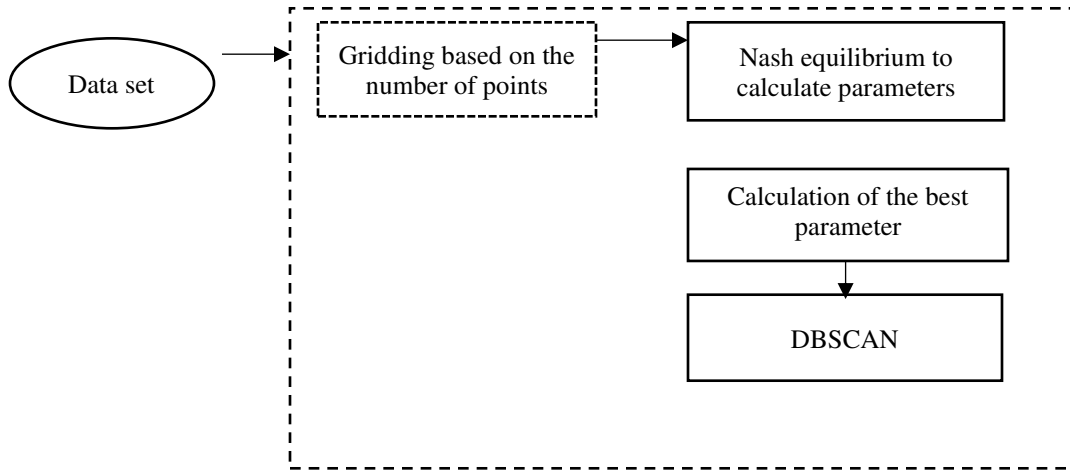 Data set
Gridding based on the
number of points
Nash equilibrium to
calculate parameters
Calculation of the best
parameter
DBSCAN